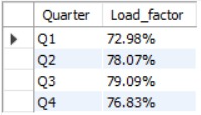 Quarter Load_factor
Q1 72.98%
Q2 78.07%
Q3 79.09%
Q4 76.83%